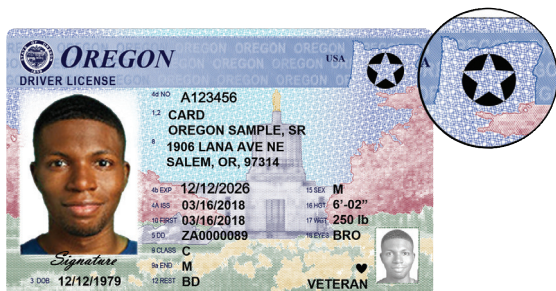 OREGON
USA
DRIVER LICENSE
4d NO A123456
1,2 CARD
OREGON SAMPLE, SR
8 1906 LANA AVE NE
SALEM, OR, 97314
4b EXP 12/12/2026 15 SEX M
4a ISS 03/16/2018 16 HGT 6'-02"
10 FIRST 03/16/2018 17 WGT 250 lb
5 DD ZA0000089 18 EYES BRO
9 CLASS C
9a END M
12 REST BD
Signature
3 DOB 12/12/1979
VETERAN